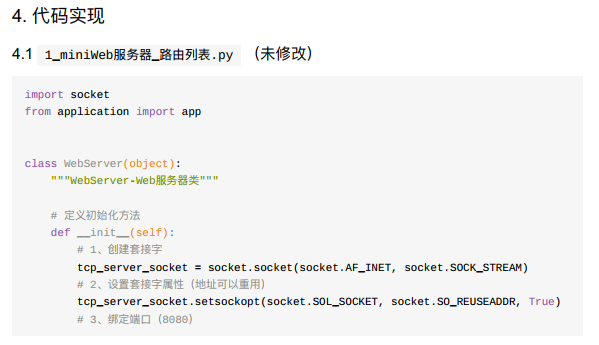 4. 代码实现
4.1 1_miniWeb服务器_路由列表.py （未修改）
import socket
from application import app
class WebServer(object):
"""WebServer-Web服务器类"""
# 定义初始化方法
def __init__(self):
# 1、创建套接字
tcp_server_socket = socket.socket(socket.AF_INET, socket.SOCK_STREAM)
# 2、设置套接字属性（地址可以重用）
tcp_server_socket.setsockopt(socket.SOL_SOCKET, socket.SO_REUSEADDR, True)
# 3、绑定端口（8080）